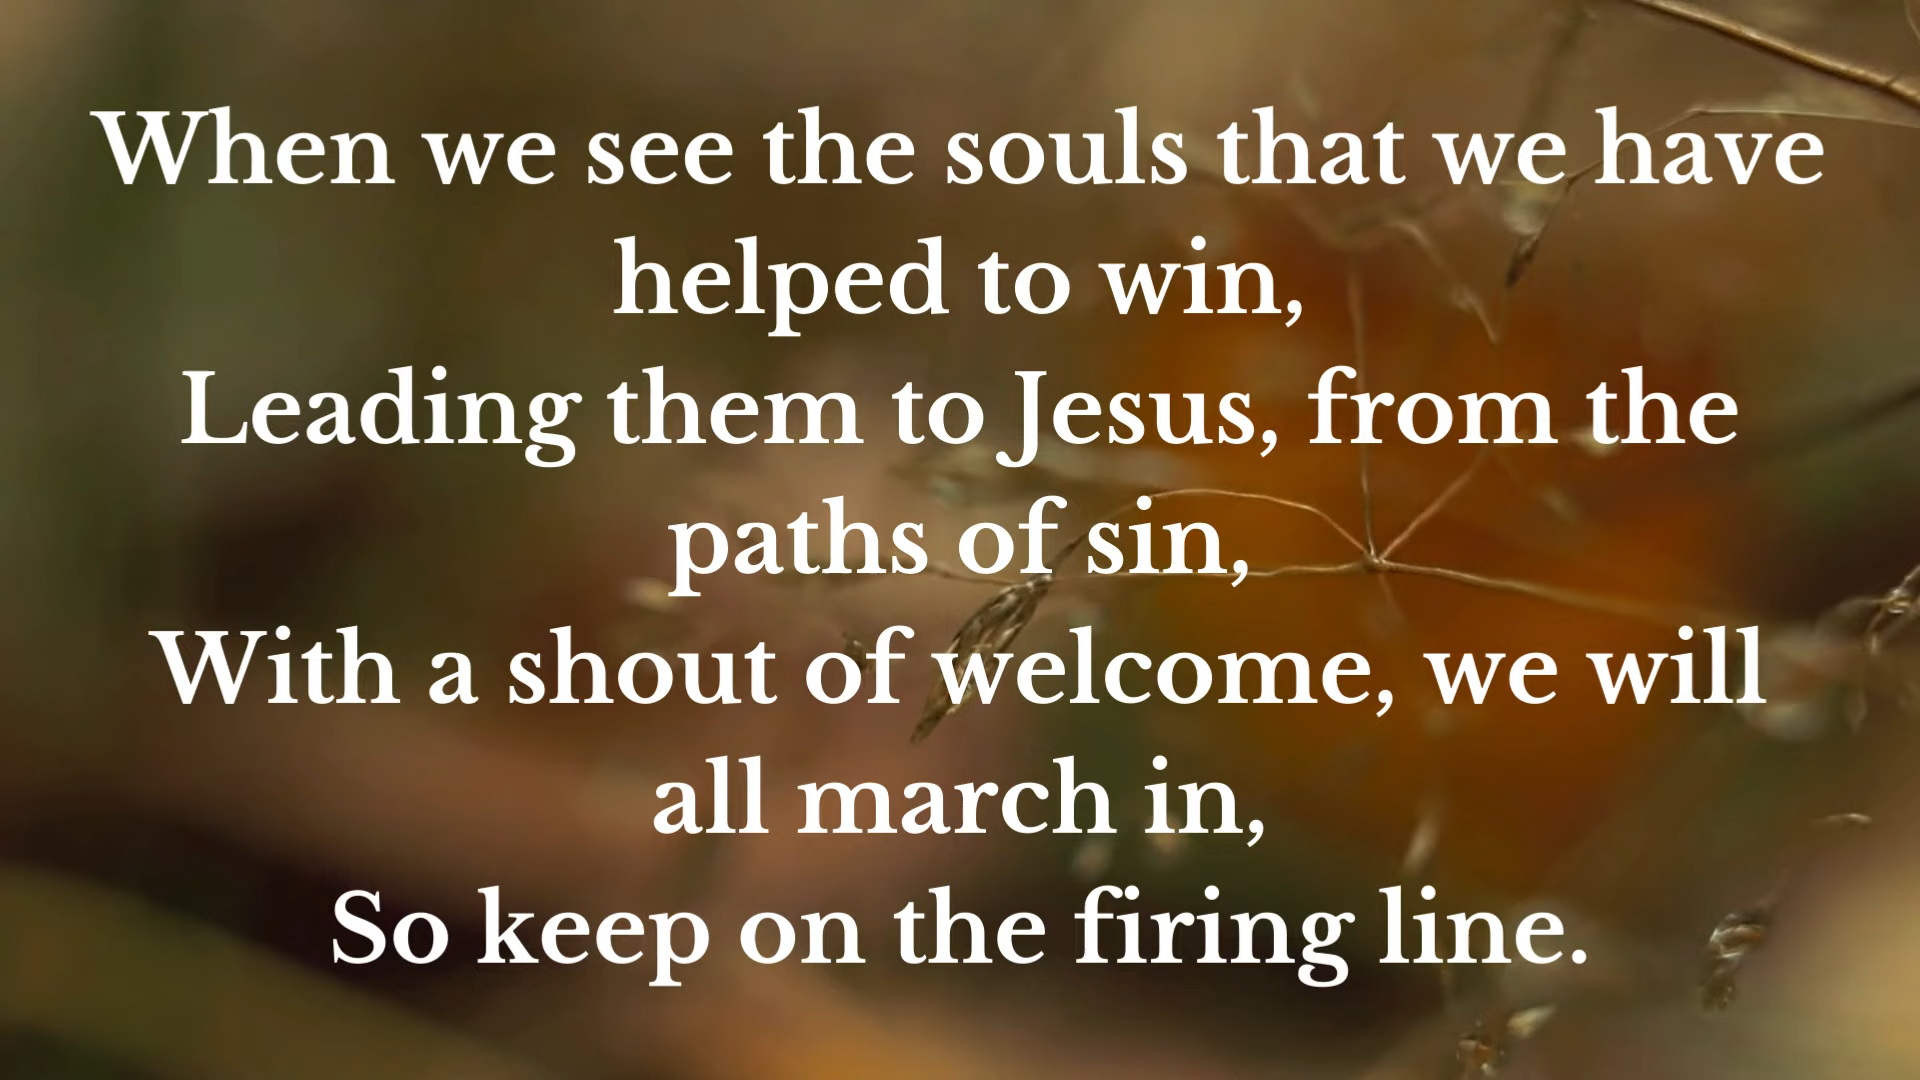 When we see the souls that we have
helped to win,
Leading them to Jesus, from the
paths of sin,
With a shout of welcome, we will
all march in,
So keep on the firing line.